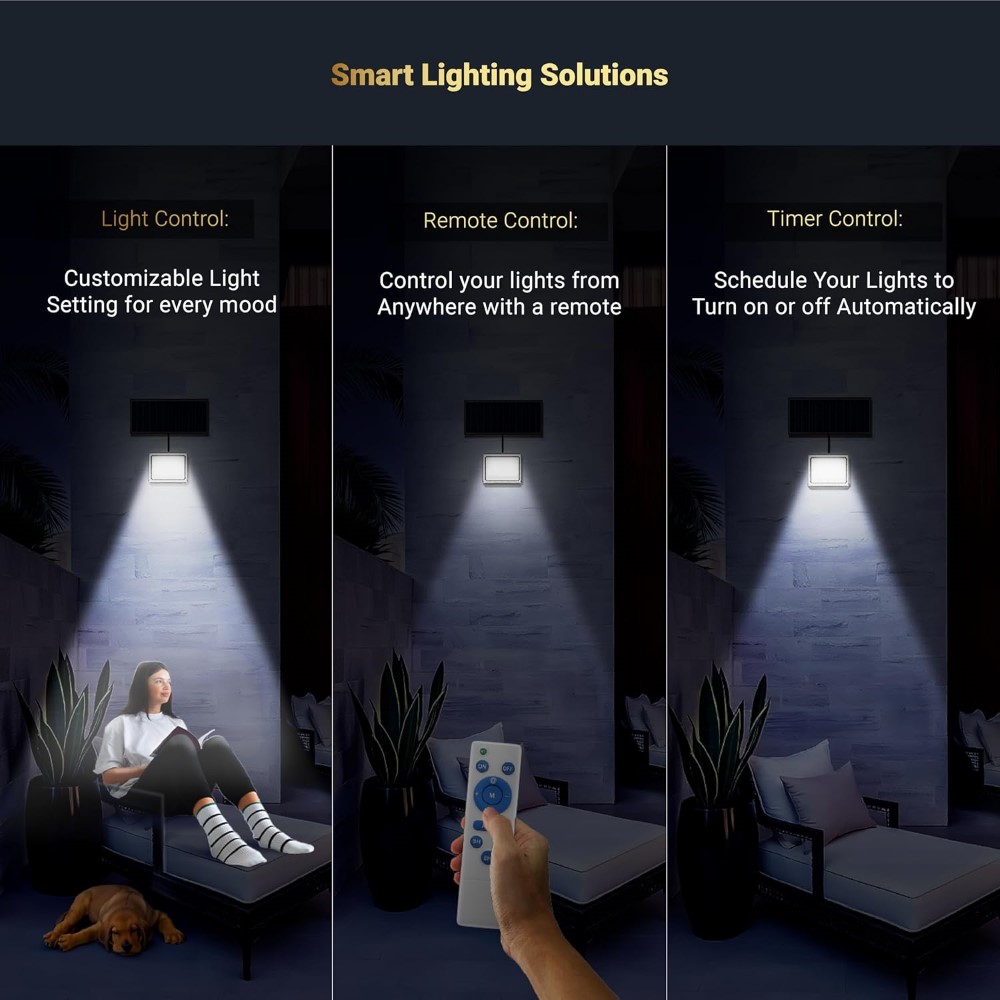 Smart Lighting Solutions
Light Control:
Customizable Light
Setting for every mood
Remote Control:
Control your lights from
Anywhere with a remote
Timer Control:
Schedule Your Lights to
Turn on or off Automatically
ON
OFF
M